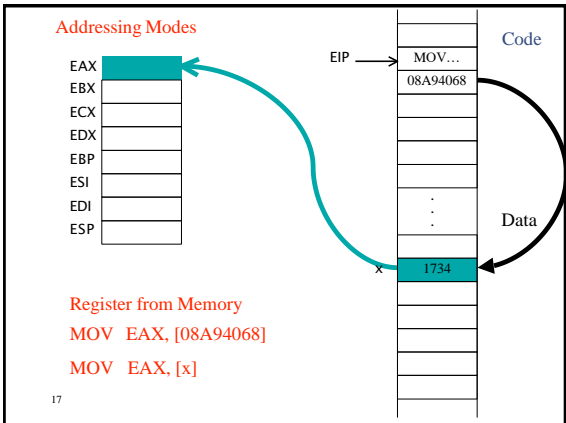 Addressing Modes
EAX
EBX
ECX
EDX
EBP
ESI
EDI
ESP
EIP
MOV…
08A94068
Code
.
.
.
Data
x
1734
Register from Memory
MOV EAX, [08A94068]
MOV EAX, [x]
17